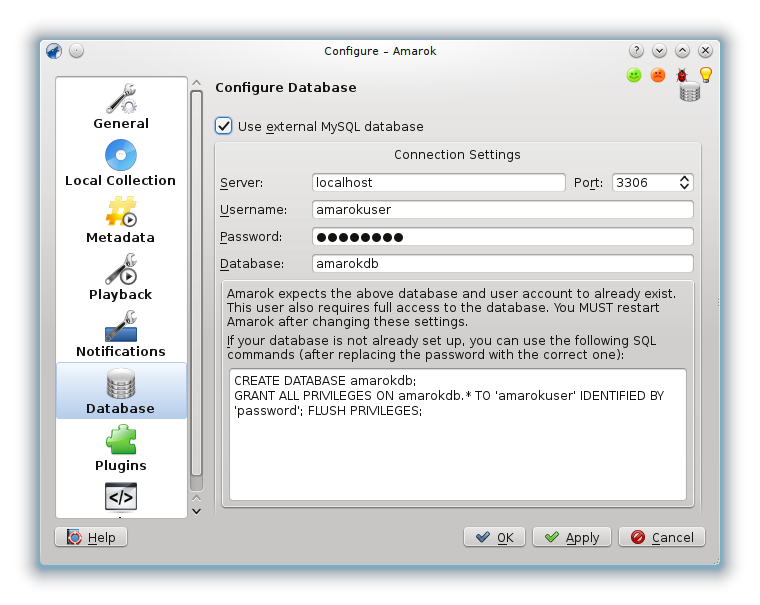 Configure – Amarok
General
Local Collection
Metadata
Playback
Notifications
Database
Plugins
</>
Configure Database
Use external MySQL database
Connection Settings
Server: localhost Port: 3306
Username: amarokuser
Password: ●●●●●●●●
Database: amarokdb
Amarok expects the above database and user account to already exist.
This user also requires full access to the database. You MUST restart
Amarok after changing these settings.
If your database is not already set up, you can use the following SQL
commands (after replacing the password with the correct one):
CREATE DATABASE amarokdb;
GRANT ALL PRIVILEGES ON amarokdb.* TO 'amarokuser' IDENTIFIED BY
'password'; FLUSH PRIVILEGES;
Help OK Apply Cancel